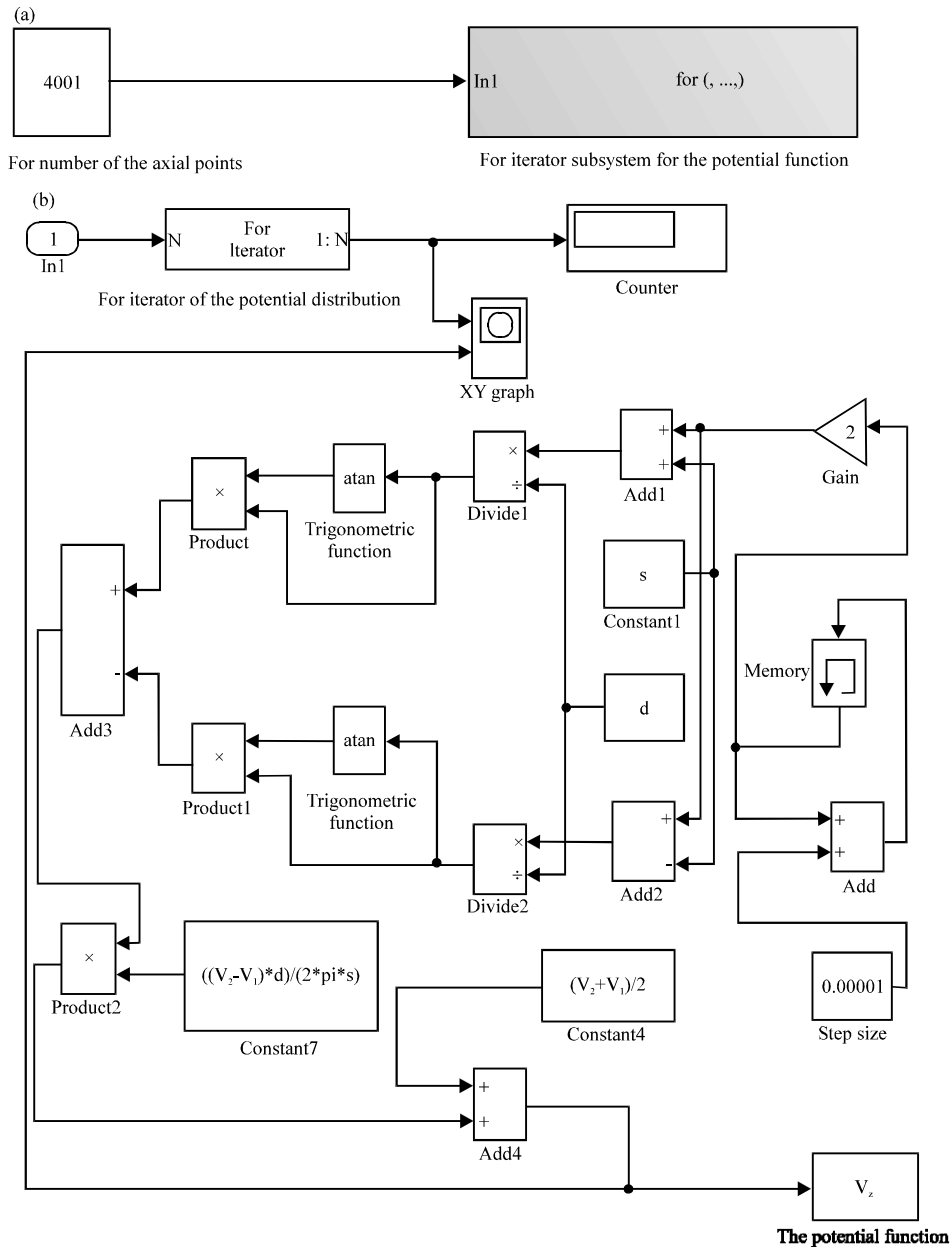 (a)
4001
In1
for (, ...,)
For number of the axial points
For iterator subsystem for the potential function
(b)
1
In1
N
For
Iterator
1: N
For iterator of the potential distribution
Counter
XY graph
×
Product
atan
Trigonometric
function
×
÷
Divide1
+
+
Add1
2
Gain
s
Constant1
+
-
Add3
Memory
d
×
Product1
atan
Trigonometric
function
×
÷
Divide2
+
-
Add2
+
+
Add
×
Product2
((V₂-V₁)*d)/(2*pi*s)
Constant7
(V₂+V₁)/2
Constant4
0.00001
Step size
+
+
Add4
V_z
The potential function